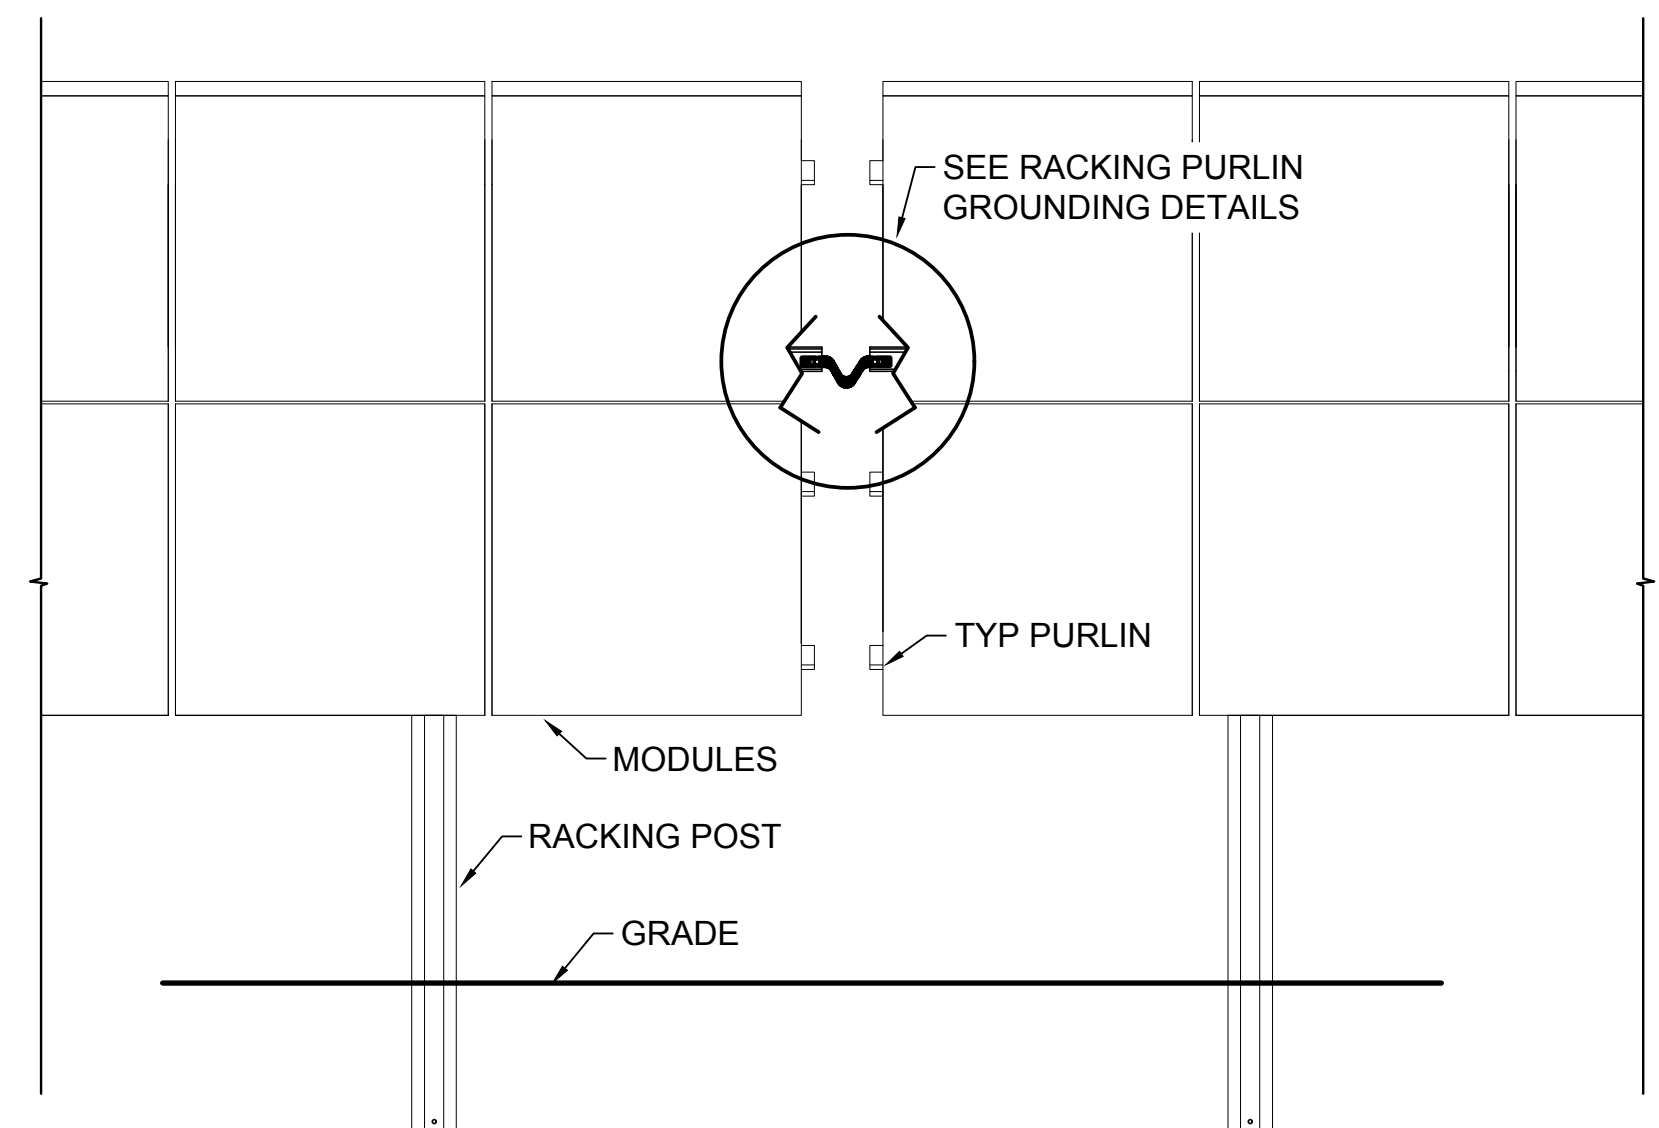 SEE RACKING PURLIN
GROUNDING DETAILS
TYP PURLIN
MODULES
RACKING POST
GRADE